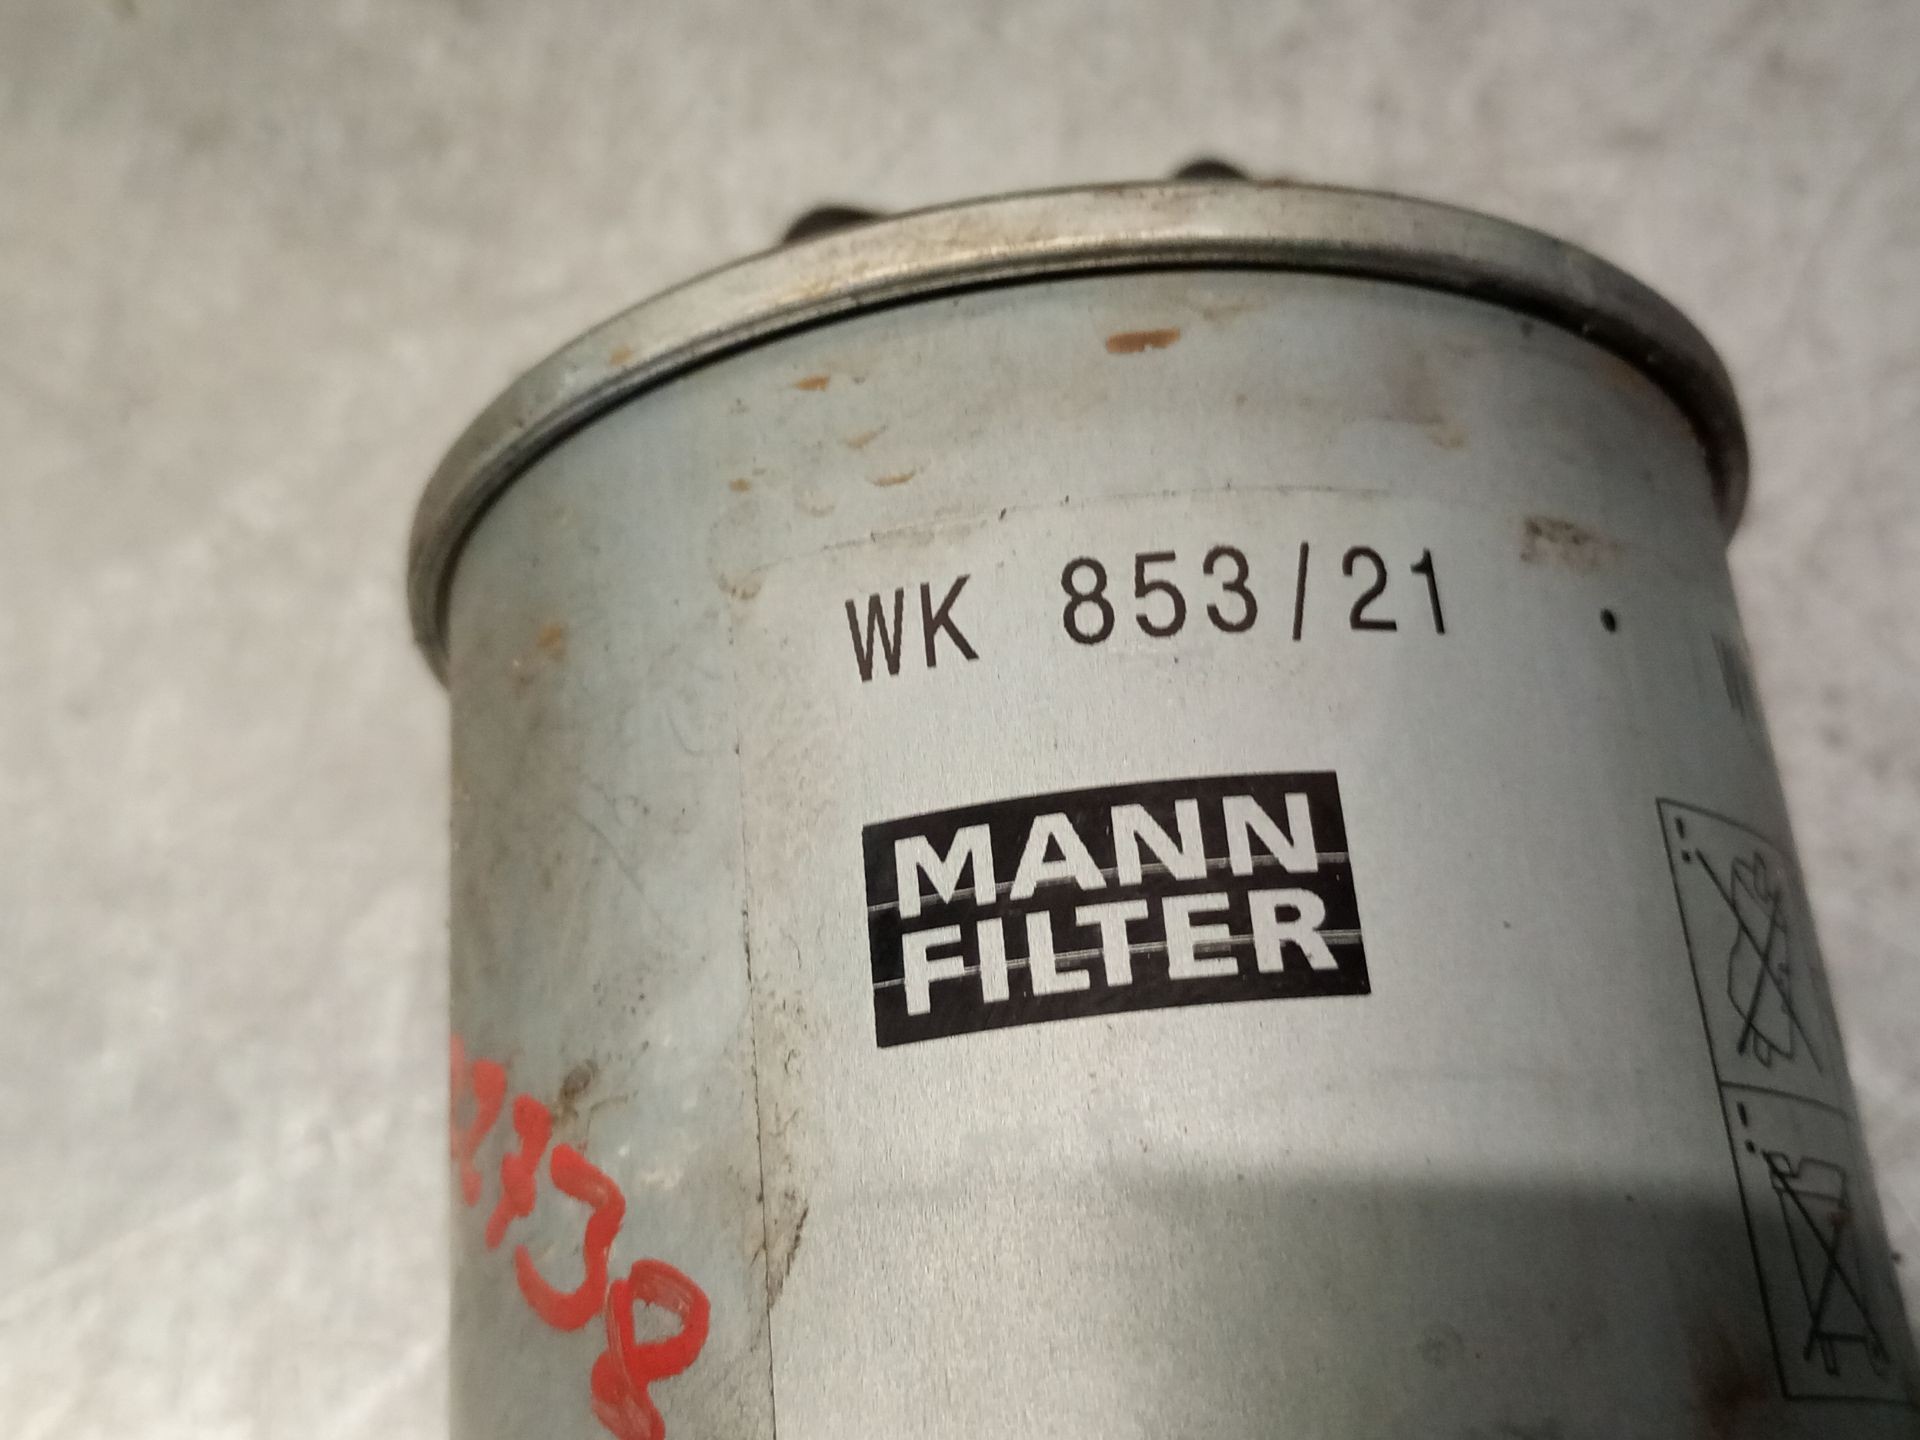 WK 853/21
MANN
FILTER